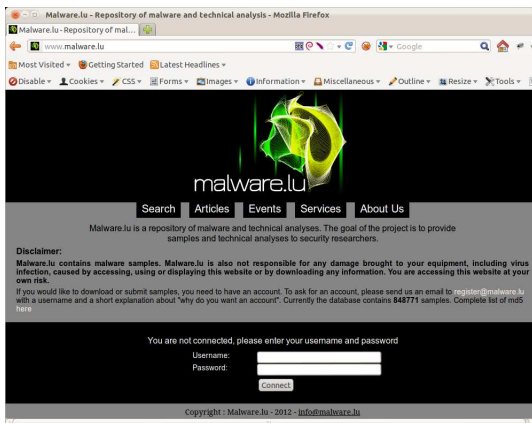 Malware.lu - Repository of malware and technical analysis - Mozilla Firefox
Malware.lu - Repository of mal...
www.malware.lu
Google
Most Visited Getting Started Latest Headlines
Disable Cookies CSS Forms Images Information Miscellaneous Outline Resize Tools
malware.lu
Search Articles Events Services About Us
Malware.lu is a repository of malware and technical analyses. The goal of the project is to provide
samples and technical analyses to security researchers.
Disclaimer:
Malware.lu contains malware samples. Malware.lu is also not responsible for any damage brought to your equipment, including virus
infection, caused by accessing, using or displaying this website or by downloading any information. You are accessing this website at your
own risk.
If you would like to download or submit samples, you need to have an account. To ask for an account, please send us an email to register@malware.lu
with a username and a short explanation about "why do you want an account". Currently the database contains 848771 samples. Complete list of md5
here
You are not connected, please enter your username and password
Username:
Password:
Connect
Copyright : Malware.lu - 2012 - info@malware.lu